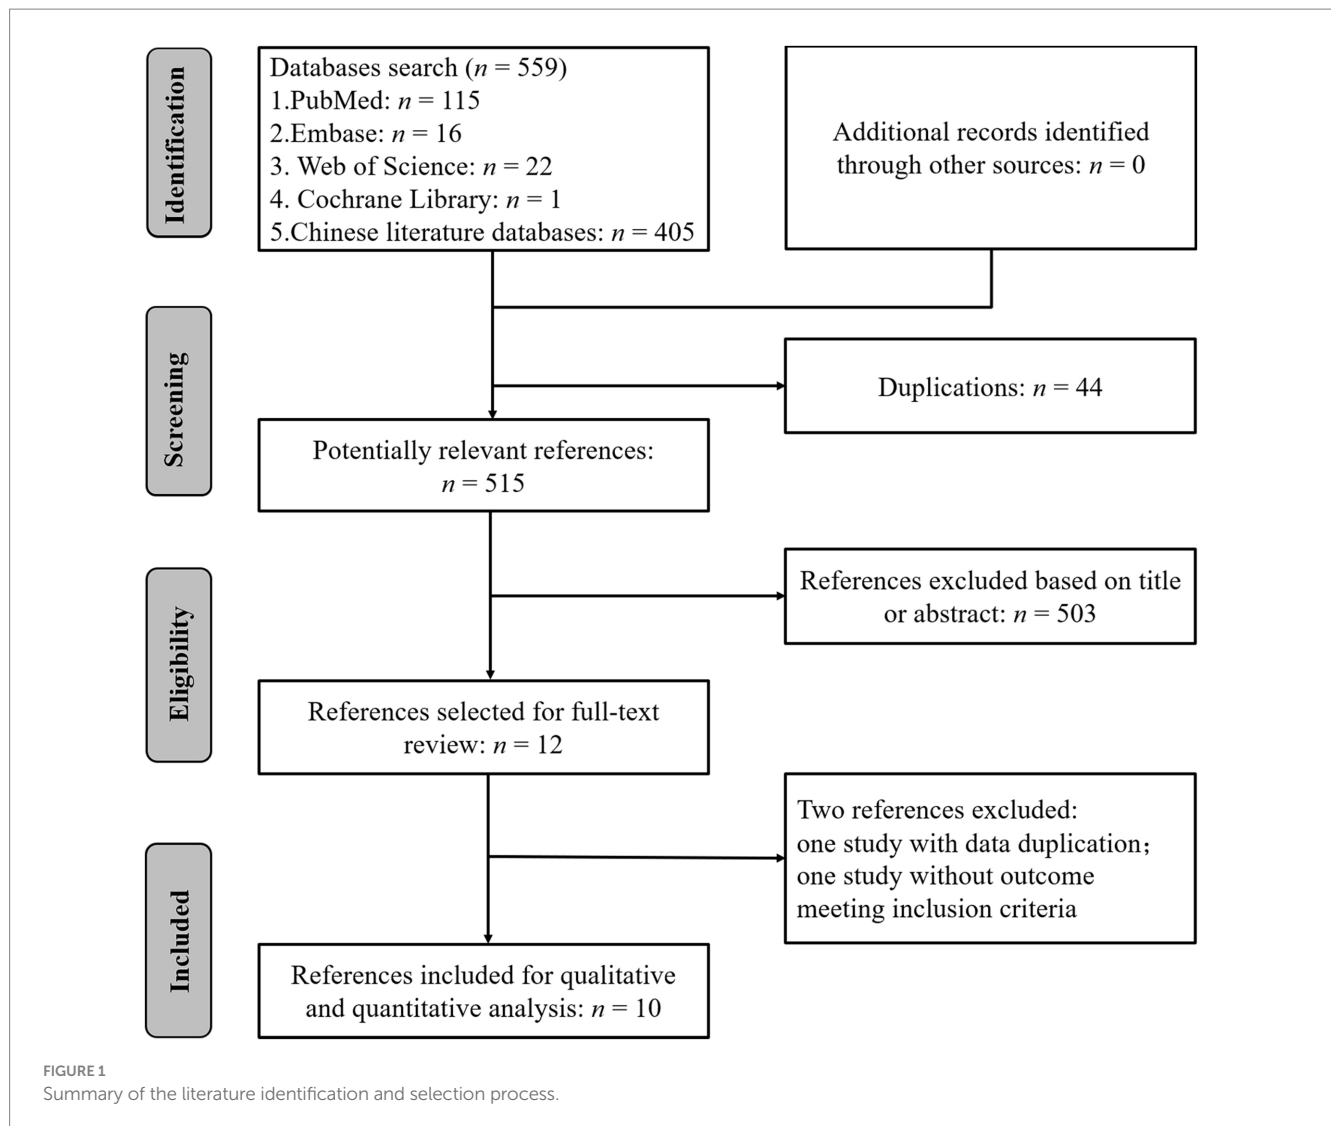 Identification
Databases search (n = 559)
1.PubMed: n = 115
2.Embase: n = 16
3. Web of Science: n = 22
4. Cochrane Library: n = 1
5.Chinese literature databases: n = 405
Additional records identified
through other sources: n = 0
Screening
Duplications: n = 44
Potentially relevant references:
n = 515
Eligibility
References excluded based on title
or abstract: n = 503
References selected for full-text
review: n = 12
Included
Two references excluded:
one study with data duplication；
one study without outcome
meeting inclusion criteria
References included for qualitative
and quantitative analysis: n = 10
FIGURE 1
Summary of the literature identification and selection process.